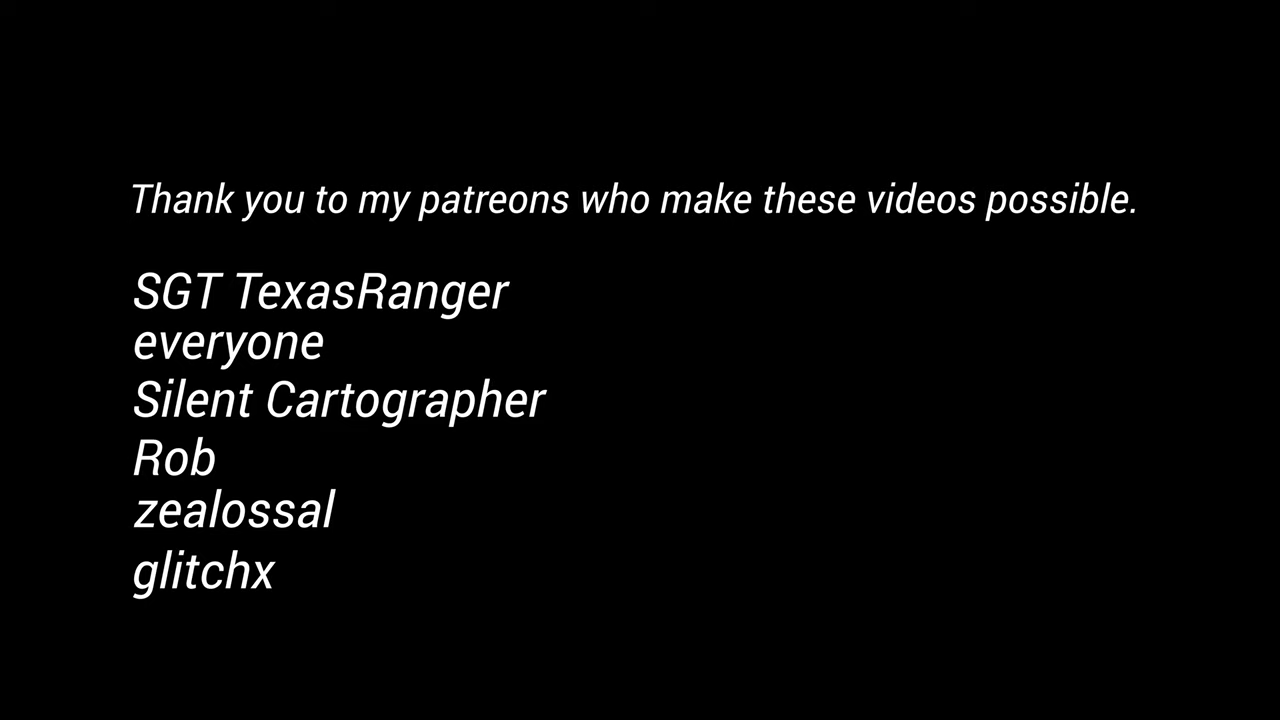 Thank you to my patreons who make these videos possible.
SGT TexasRanger
everyone
Silent Cartographer
Rob
zealossal
glitchx